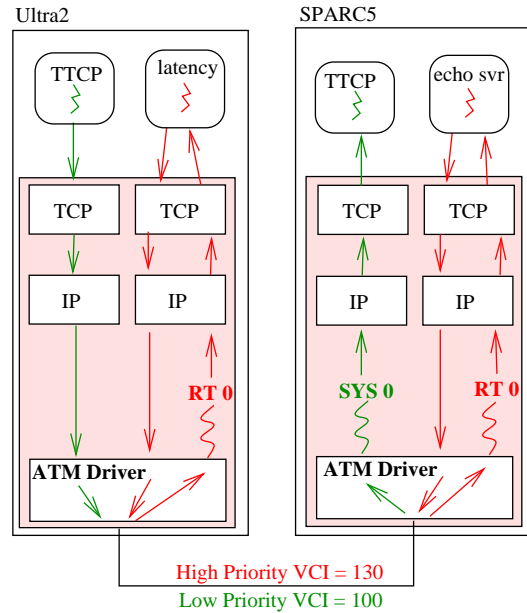 Ultra2
SPARC5
TTCP
latency
TTCP
echo svr
TCP
TCP
TCP
TCP
IP
IP
IP
IP
RT 0
SYS 0
RT 0
ATM Driver
ATM Driver
High Priority VCI = 130
Low Priority VCI = 100